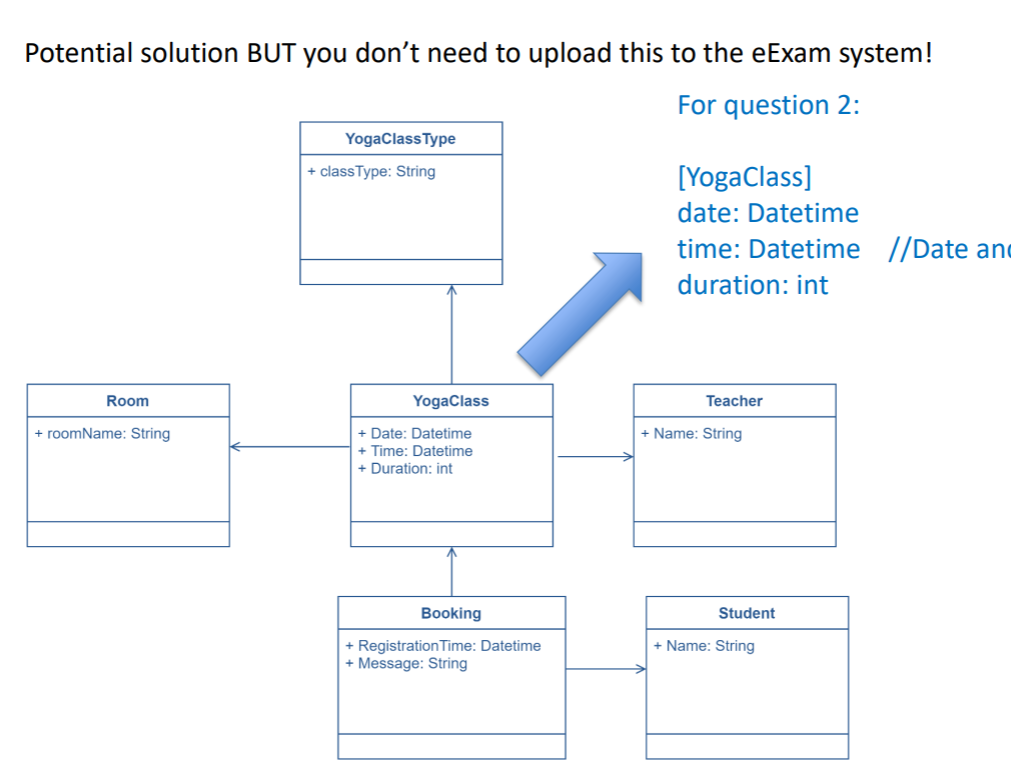 Potential solution BUT you don't need to upload this to the eExam system!
For question 2:
[YogaClass]
date: Datetime
time: Datetime //Date
duration: int
YogaClassType
+ classType: String
Room
+ roomName: String
YogaClass
+ Date: Datetime
+ Time: Datetime
+ Duration: int
Teacher
+ Name: String
Booking
+ RegistrationTime: Datetime
+ Message: String
Student
+ Name: String